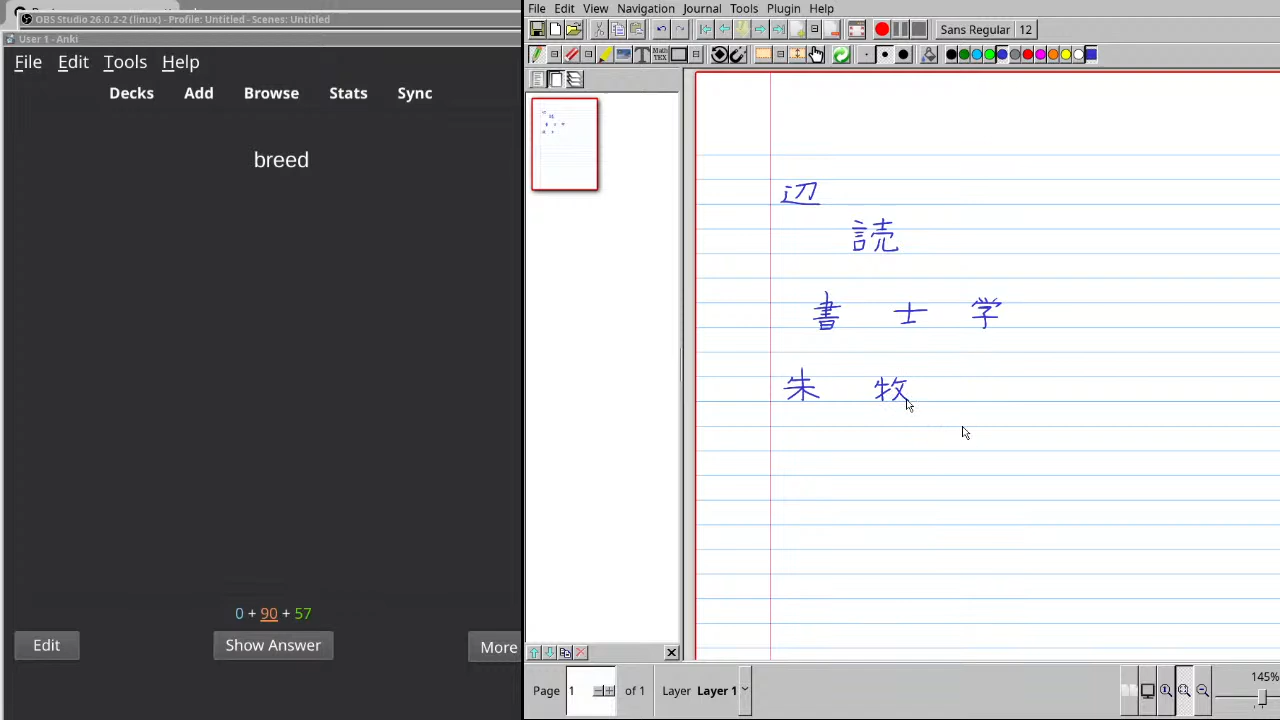 OBS Studio 26.0.2-2 (linux) - Profile: Untitled - Scenes: Untitled
User 1 - Anki
File Edit Tools Help
Decks Add Browse Stats Sync
breed
0 + 90 + 57
Edit Show Answer More
File Edit View Navigation Journal Tools Plugin Help
Sans Regular 12
辺
読
書 士 学
朱 牧
Page 1 of 1 Layer Layer 1
145%